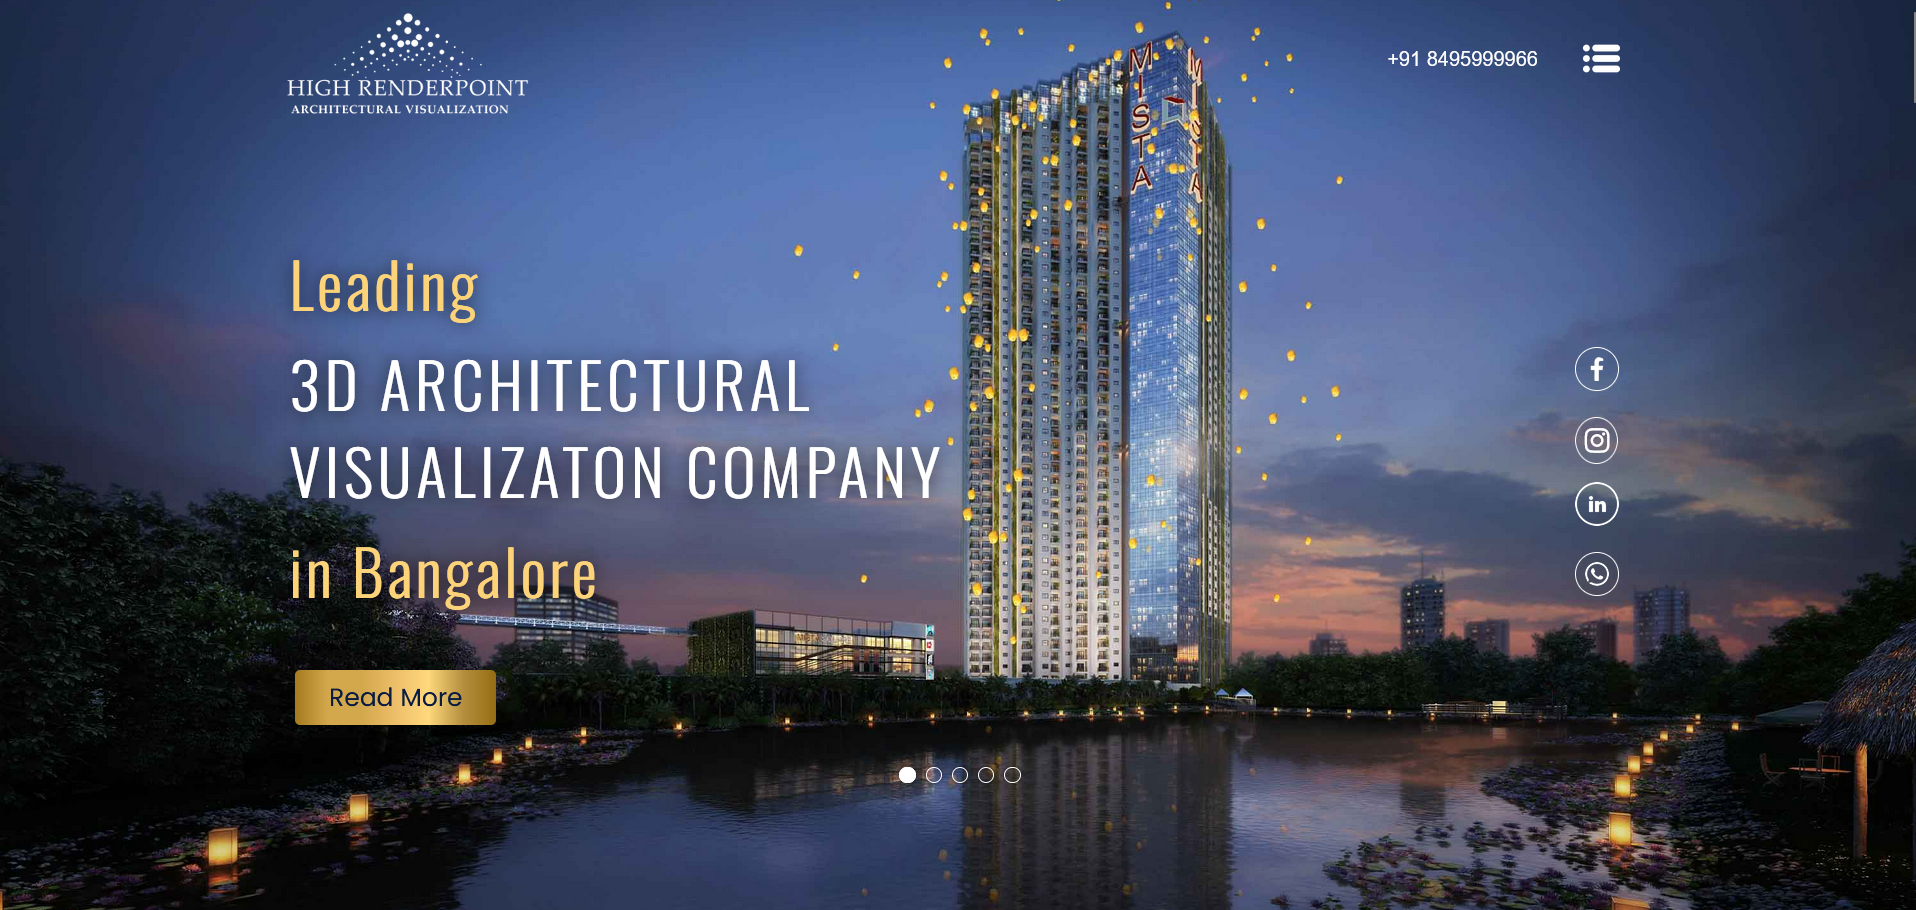 HIGH RENDERPOINT
ARCHITECTURAL VISUALIZATION
+91 8495999966
MISTA
MISTA
Leading
3D ARCHITECTURAL
VISUALIZATON COMPANY
in Bangalore
Read More